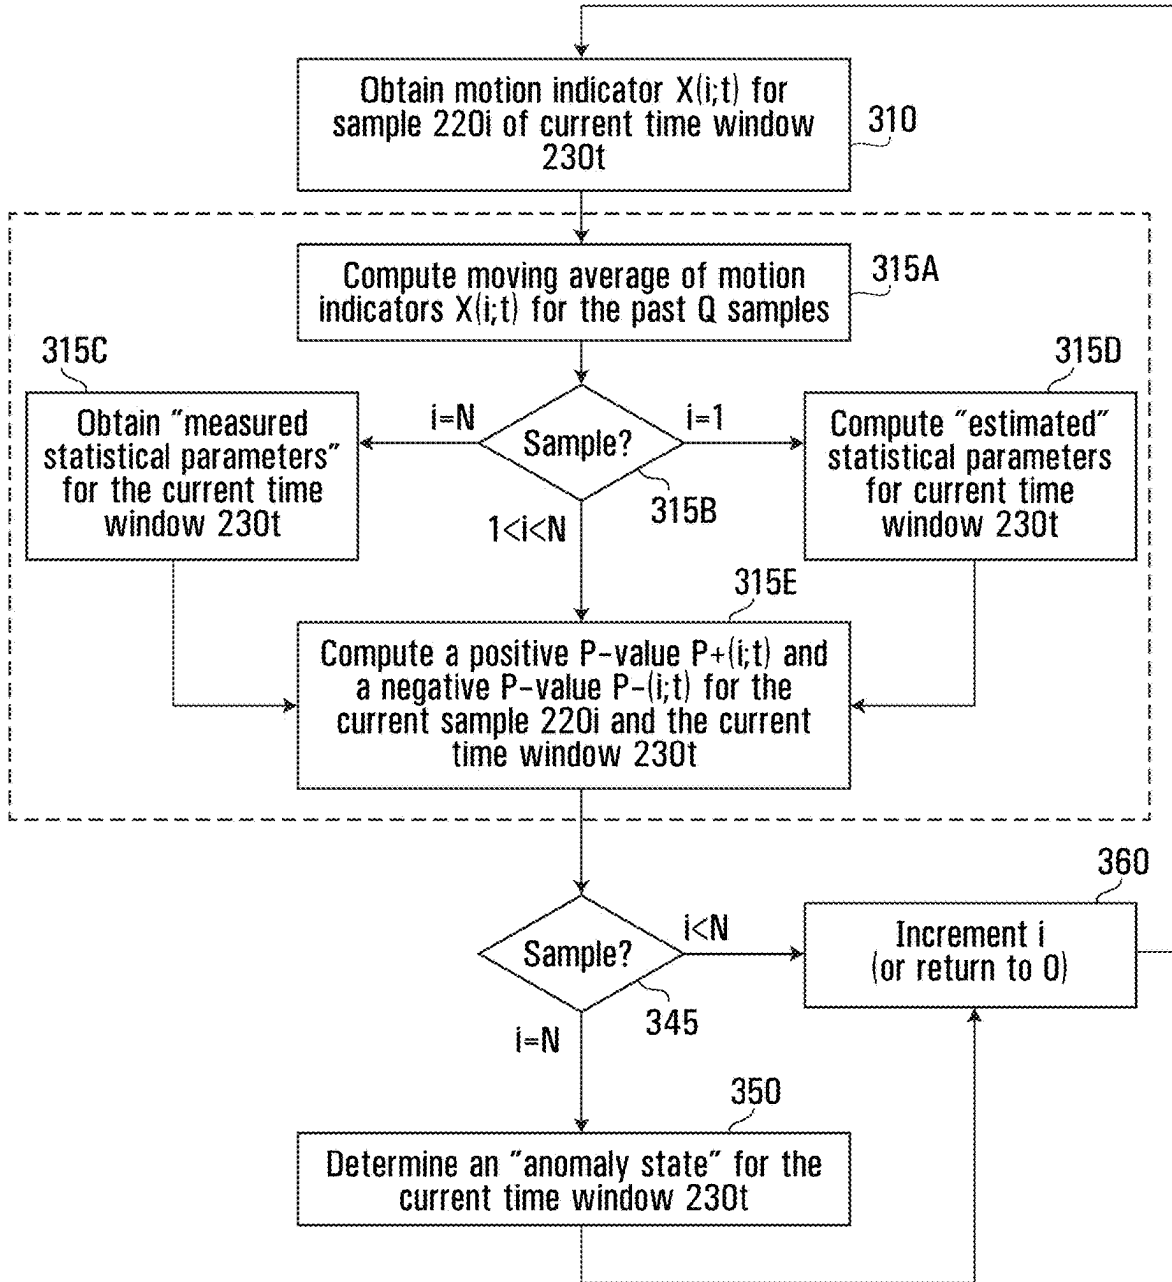 Obtain motion indicator X(i;t) for
sample 220i of current time window
230t
310
Compute moving average of motion
indicators X(i;t) for the past Q samples
315A
315C
Obtain "measured
statistical parameters"
for the current time
window 230t
i=N
Sample?
i=1
315B
1<i<N
315D
Compute "estimated"
statistical parameters
for current time
window 230t
315E
Compute a positive P-value P+(i;t) and
a negative P-value P-(i;t) for the
current sample 220i and the current
time window 230t
Sample?
i<N
345
i=N
360
Increment i
(or return to 0)
350
Determine an "anomaly state" for the
current time window 230t